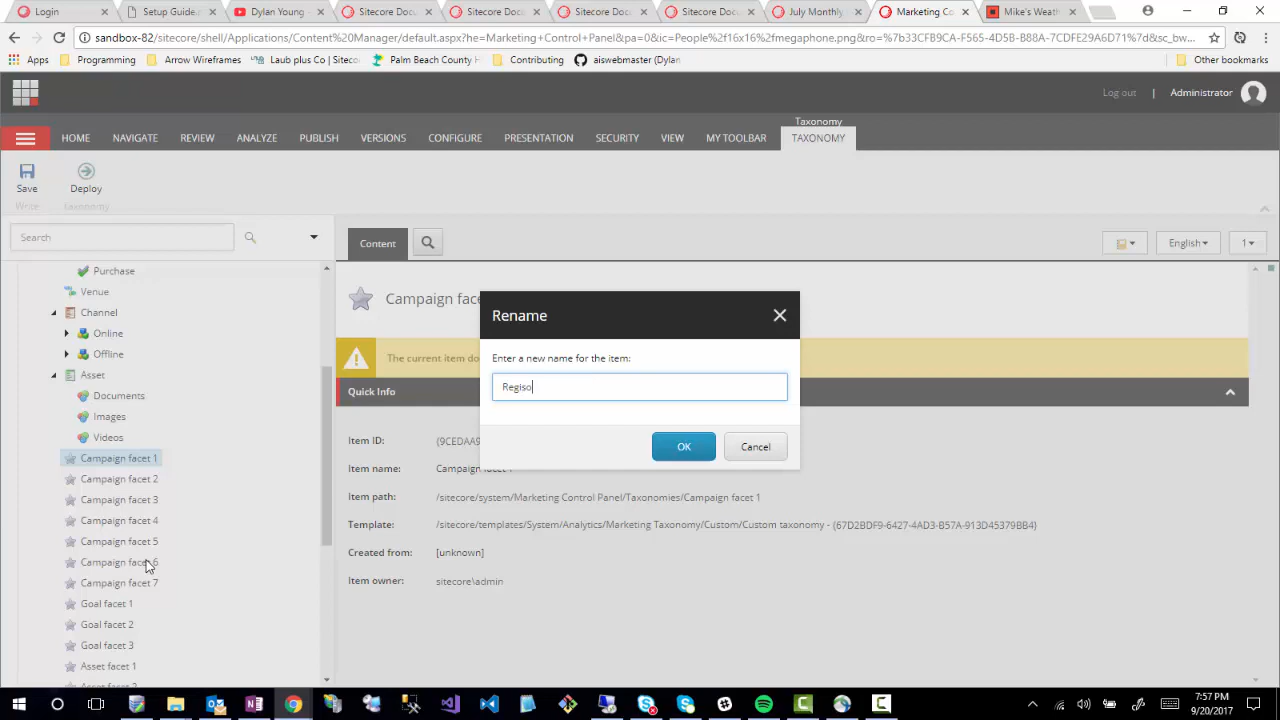 Login
Setup Guide.
Dylan Young -
Sitecore Doc
Sitecore Doc
Sitecore Doc
Sitecore Doc
July Monthly
Marketing Co
Mike's Weath
sandbox-82/sitecore/shell/Applications/Content%20Manager/default.aspx?he=Marketing+Control+Panel&pa=0&ic=People%2f16x16%2fmegaphone.png&ro=%7b33CFB9CA-F565-4D5B-B88A-7CDFE29A6D71%7d&sc_bw...
Apps
Programming
Arrow Wireframes
Laub plus Co | Sitec
Palm Beach County H
Contributing
aiswebmaster (Dylan
Other bookmarks
Log out
|
Administrator
Taxonomy
HOME
NAVIGATE
REVIEW
ANALYZE
PUBLISH
VERSIONS
CONFIGURE
PRESENTATION
SECURITY
VIEW
MY TOOLBAR
TAXONOMY
Save
Deploy
Write
Taxonomy
Search
Content
English
1
Purchase
Venue
Channel
Online
Offline
Asset
Documents
Images
Videos
Campaign facet 1
Campaign facet 2
Campaign facet 3
Campaign facet 4
Campaign facet 5
Campaign facet 6
Campaign facet 7
Goal facet 1
Goal facet 2
Goal facet 3
Asset facet 1
Campaign face
The current item do
Quick Info
Item ID:
{9CEDAA9
Item name:
Campaign facet 1
Item path:
/sitecore/system/Marketing Control Panel/Taxonomies/Campaign facet 1
Template:
/sitecore/templates/System/Analytics/Marketing Taxonomy/Custom/Custom taxonomy - {67D2BDF9-6427-4AD3-B57A-913D45379BB4}
Created from:
[unknown]
Item owner:
sitecore\admin
Rename
Enter a new name for the item:
Regiso
OK
Cancel
7:57 PM
9/20/2017